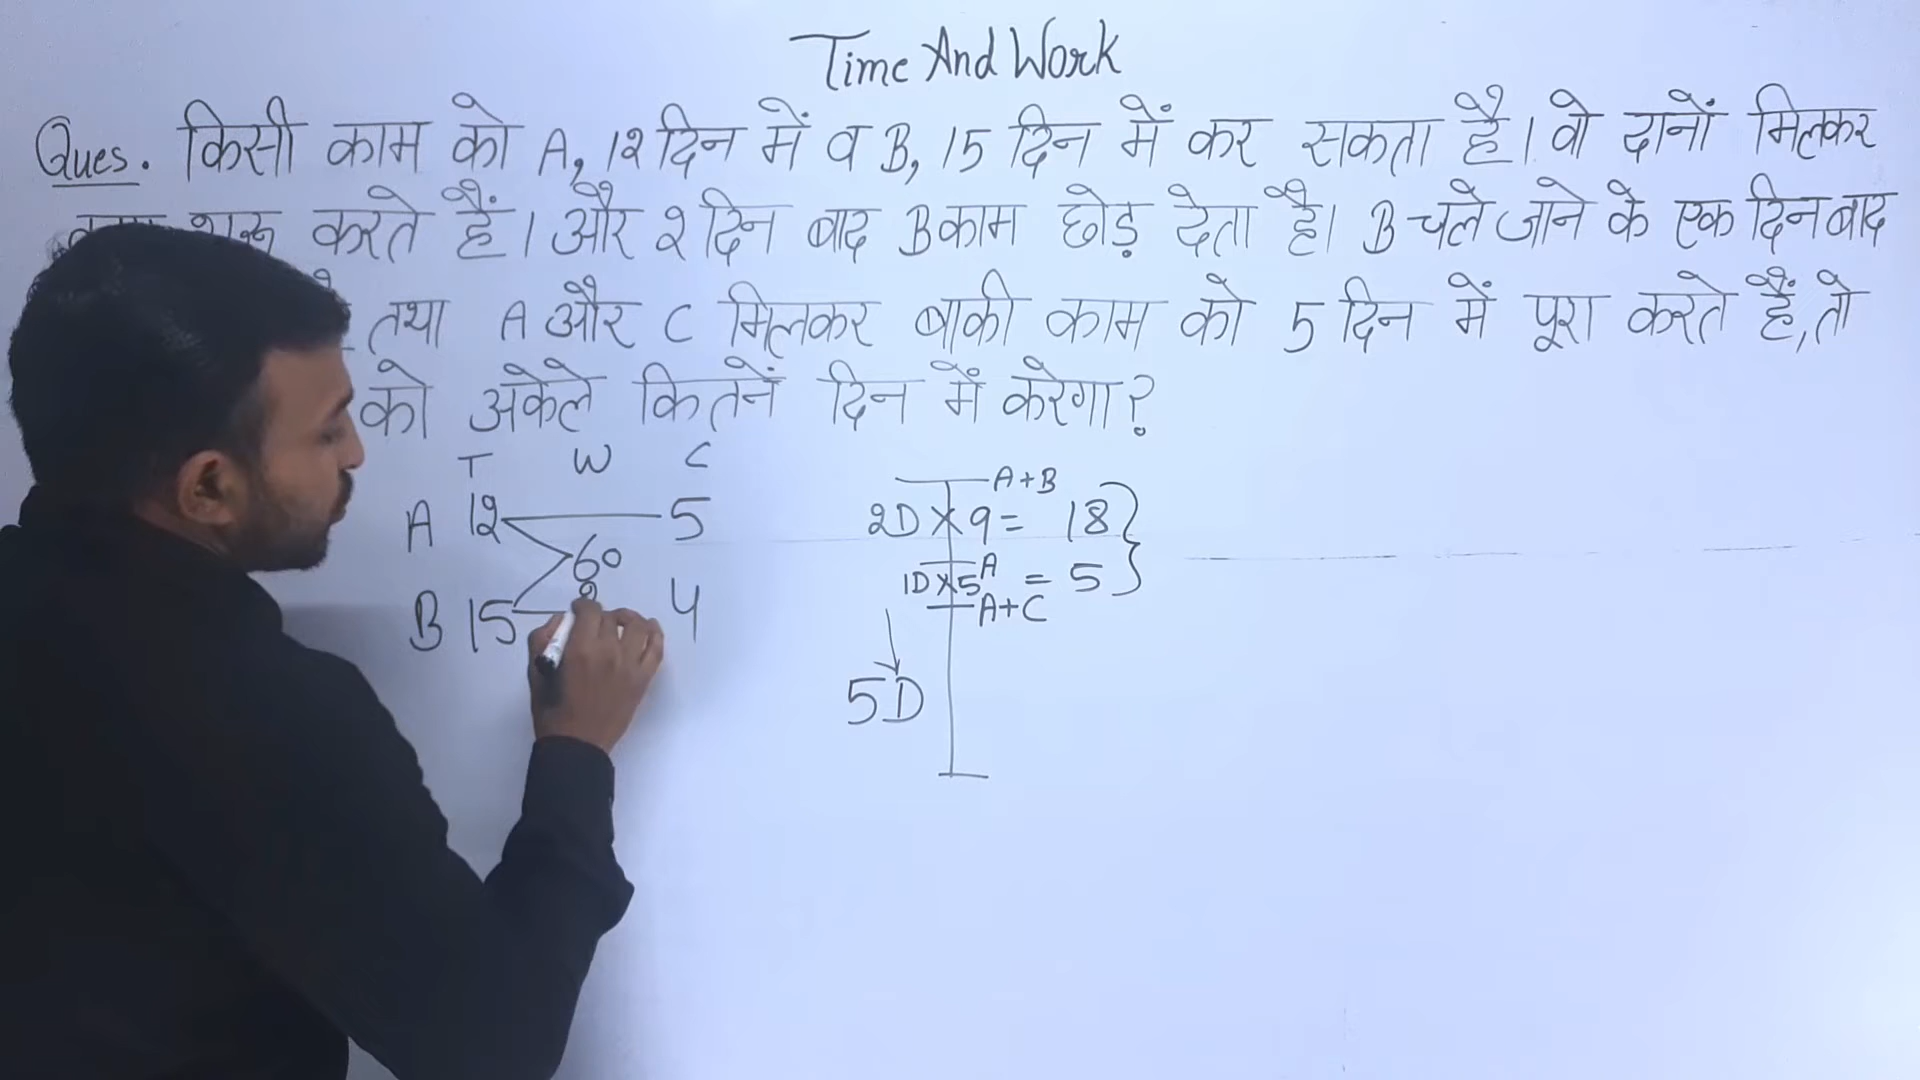 Time And Work
Ques. किसी काम को A, 12 दिन में व B, 15 दिन में कर सकता है। वो दानों मिलकर
करते हैं। और 2 दिन बाद B काम छोड़ देता है। B चले जाने के एक दिन बाद
तथा A और C मिलकर बाकी काम को 5 दिन में पूरा करते हैं, तो
को अकेले कितनें दिन में करेगा?
T W C
A 12 5
60
B 15 4
A+B
2D × 9 = 18
1D × 5 A = 5
A+C
5D